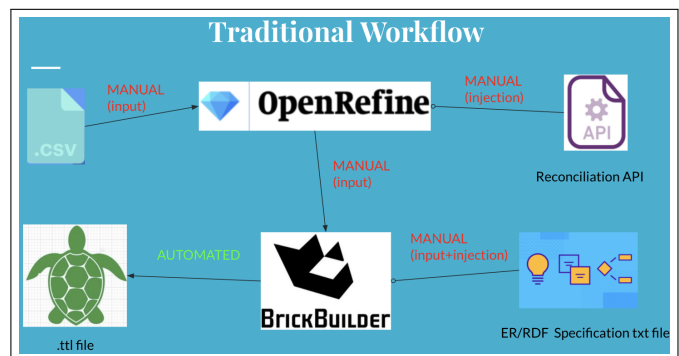 Traditional Workflow
MANUAL
(input)
OpenRefine
MANUAL
(injection)
.CSV
API
Reconciliation API
MANUAL
(input)
AUTOMATED
MANUAL
(input+injection)
BRICKBUILDER
.ttl file
ER/RDF Specification txt file